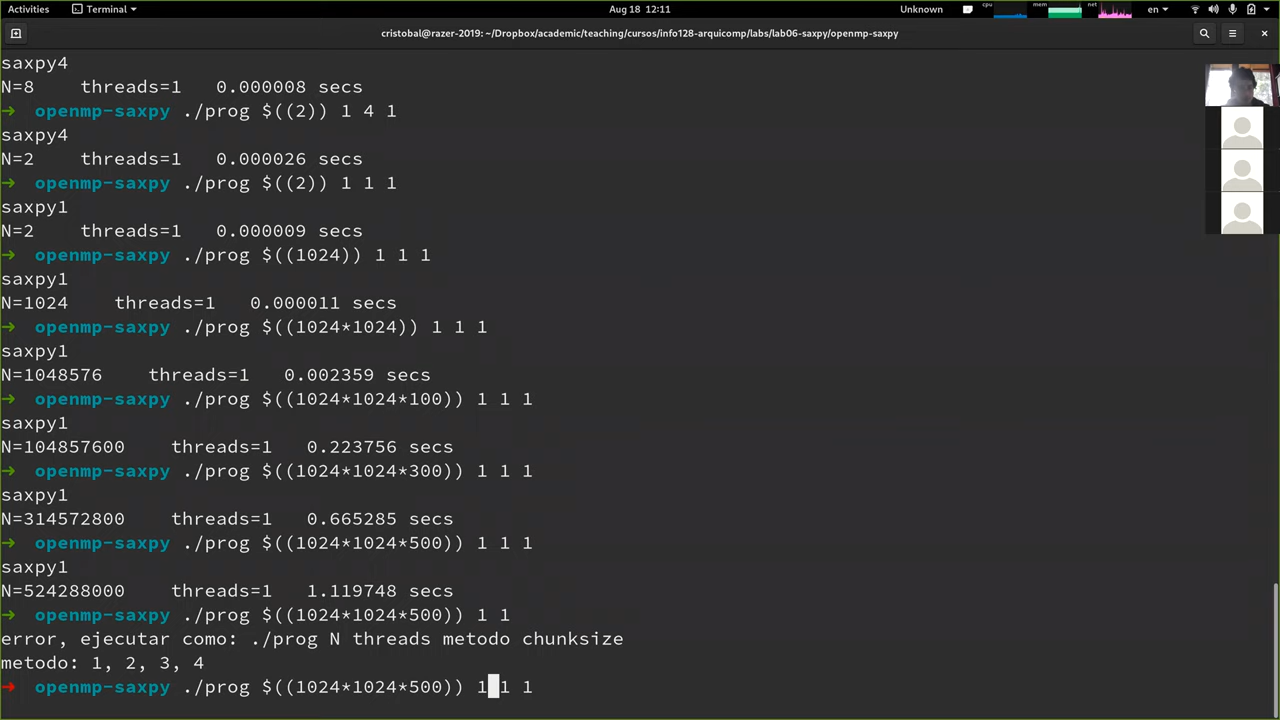 Activities Terminal Aug 18 12:11 Unknown cpu mem net en
cristobal@razer-2019: ~/Dropbox/academic/teaching/cursos/info128-arquicomp/labs/lab06-saxpy/openmp-saxpy
saxpy4
N=8 threads=1 0.000008 secs
→ openmp-saxpy ./prog $((2)) 1 4 1
saxpy4
N=2 threads=1 0.000026 secs
→ openmp-saxpy ./prog $((2)) 1 1 1
saxpy1
N=2 threads=1 0.000009 secs
→ openmp-saxpy ./prog $((1024)) 1 1 1
saxpy1
N=1024 threads=1 0.000011 secs
→ openmp-saxpy ./prog $((1024*1024)) 1 1 1
saxpy1
N=1048576 threads=1 0.002359 secs
→ openmp-saxpy ./prog $((1024*1024*100)) 1 1 1
saxpy1
N=104857600 threads=1 0.223756 secs
→ openmp-saxpy ./prog $((1024*1024*300)) 1 1 1
saxpy1
N=314572800 threads=1 0.665285 secs
→ openmp-saxpy ./prog $((1024*1024*500)) 1 1 1
saxpy1
N=524288000 threads=1 1.119748 secs
→ openmp-saxpy ./prog $((1024*1024*500)) 1 1
error, ejecutar como: ./prog N threads metodo chunksize
metodo: 1, 2, 3, 4
→ openmp-saxpy ./prog $((1024*1024*500)) 1 1 1